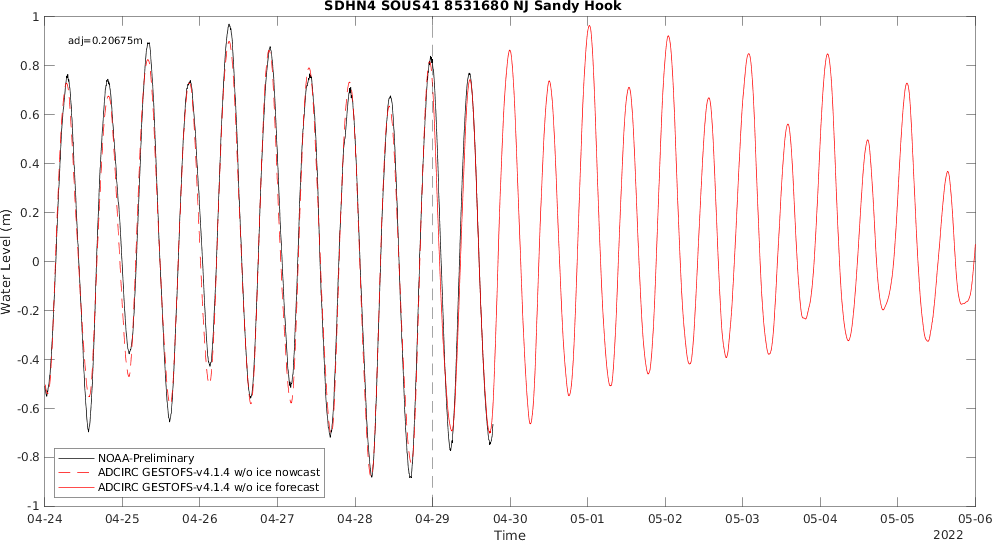 SDHN4 SOUS41 8531680 NJ Sandy Hook
adj=0.20675m
1
0.8
0.6
0.4
0.2
0
-0.2
-0.4
-0.6
-0.8
-1
Water Level (m)
NOAA-Preliminary
ADCIRC GESTOFS-v4.1.4 w/o ice nowcast
ADCIRC GESTOFS-v4.1.4 w/o ice forecast
04-24 04-25 04-26 04-27 04-28 04-29 04-30 05-01 05-02 05-03 05-04 05-05 05-06
Time
2022